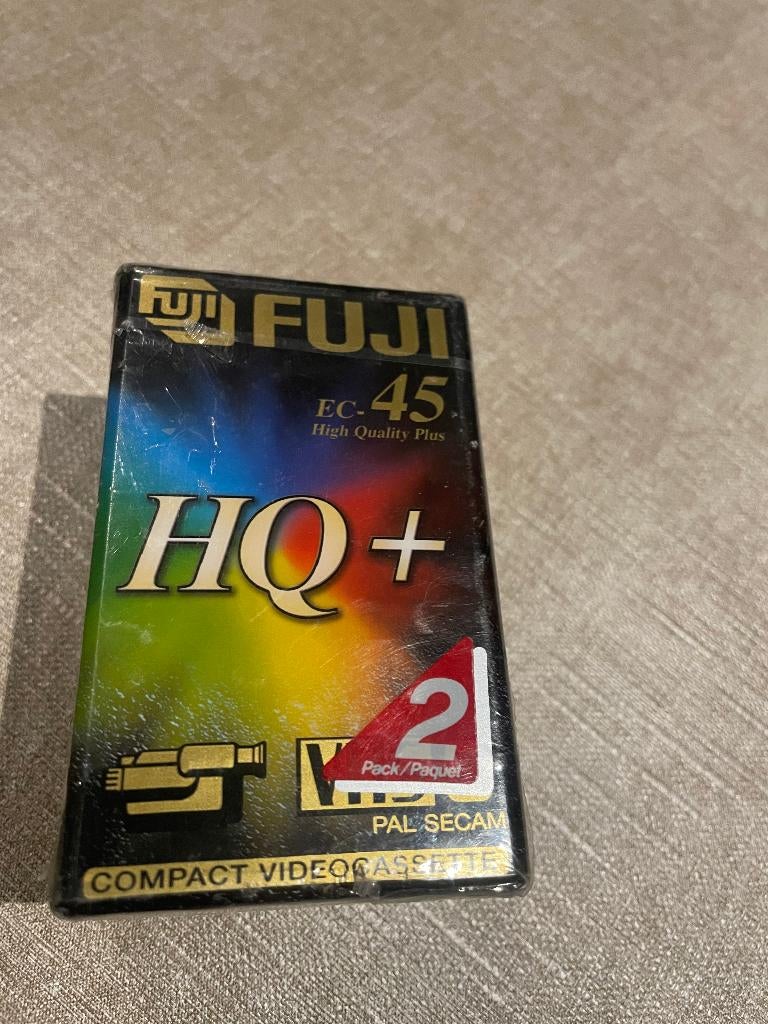 FUJI FUJI
EC-45
High Quality Plus
HQ+
2
Pack/Paquet
PAL SECAM
COMPACT VIDEOCASSETTE